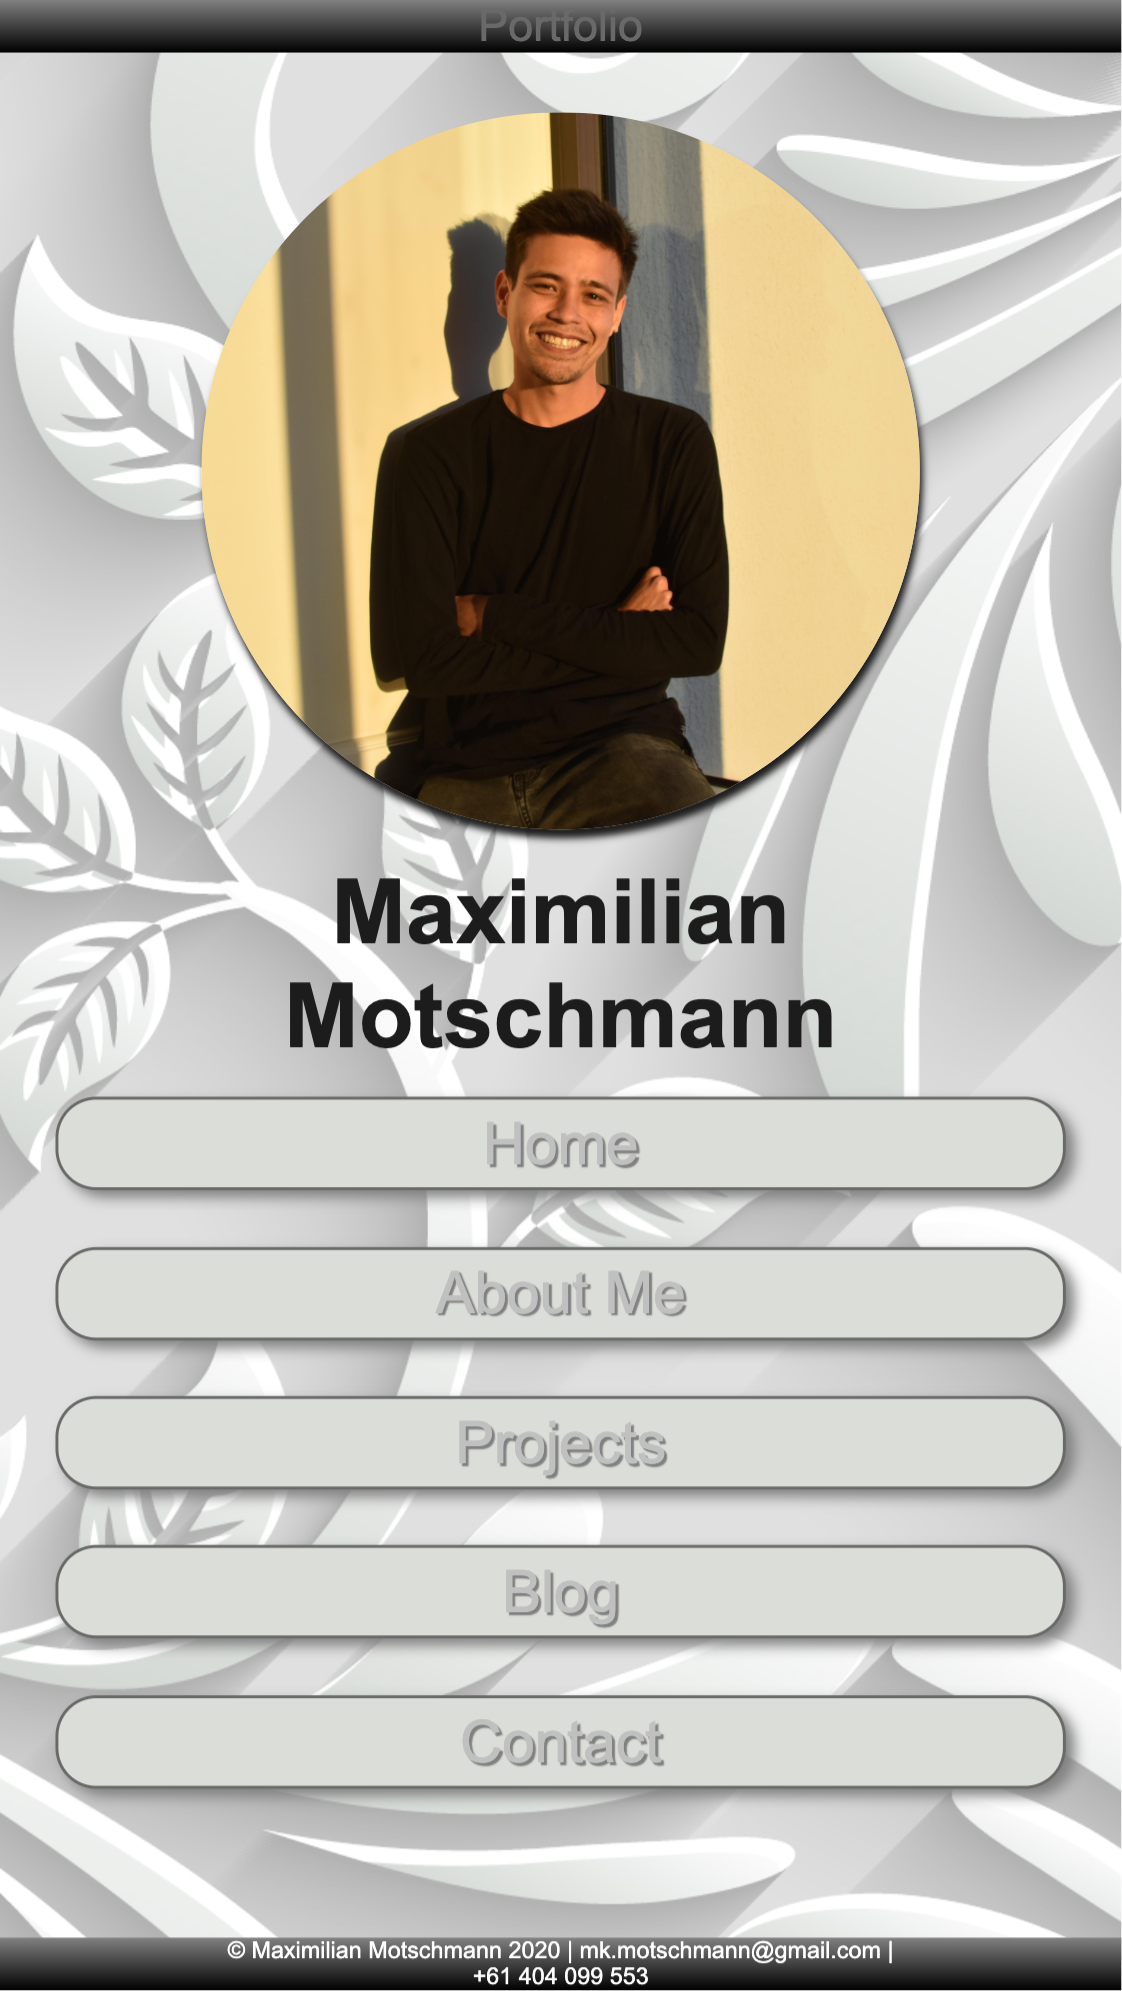 Portfolio
Maximilian
Motschmann
Home
About Me
Projects
Blog
Contact
© Maximilian Motschmann 2020 | mk.motschmann@gmail.com |
+61 404 099 553